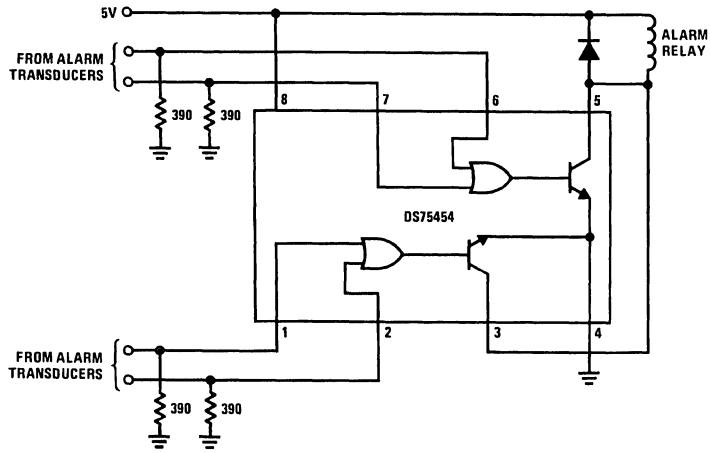 5V
FROM ALARM
TRANSDUCERS
ALARM
RELAY
8
7
6
5
390
390
DS75454
1
2
3
4
FROM ALARM
TRANSDUCERS
390
390